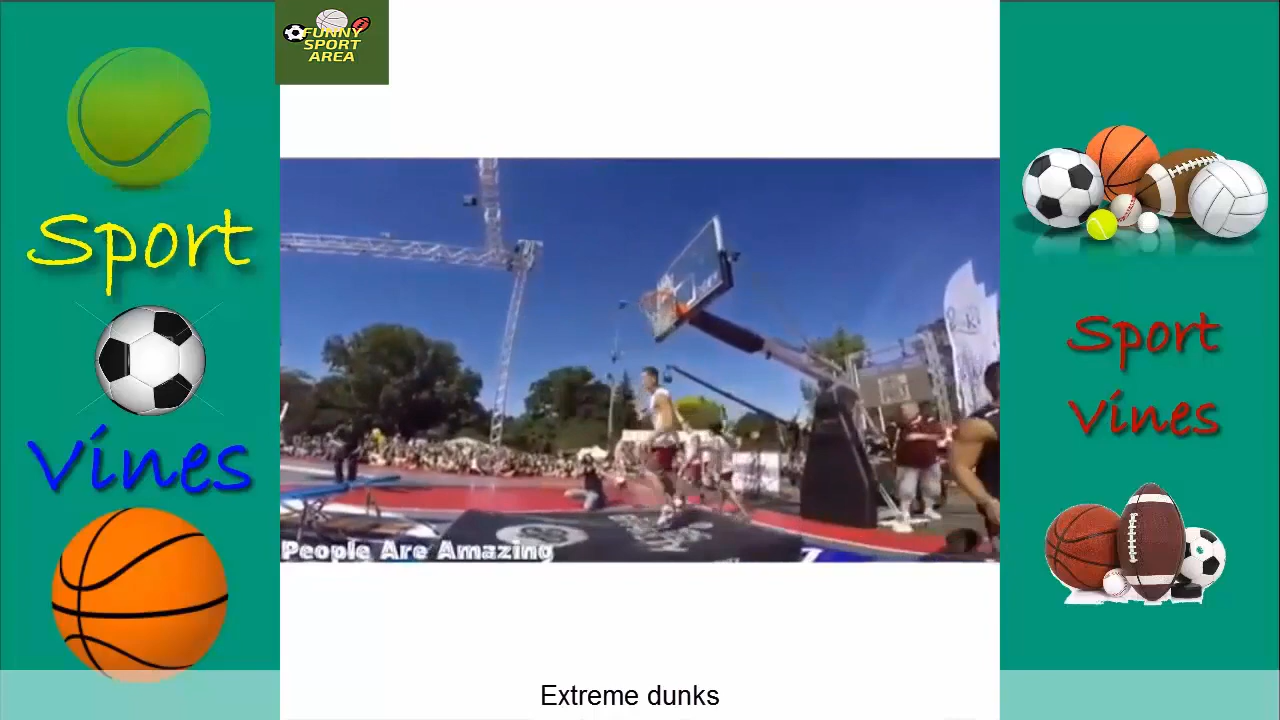 FUNNY
SPORT
AREA
Sport
Vines
Sport
Vines
People Are Amazing
Extreme dunks